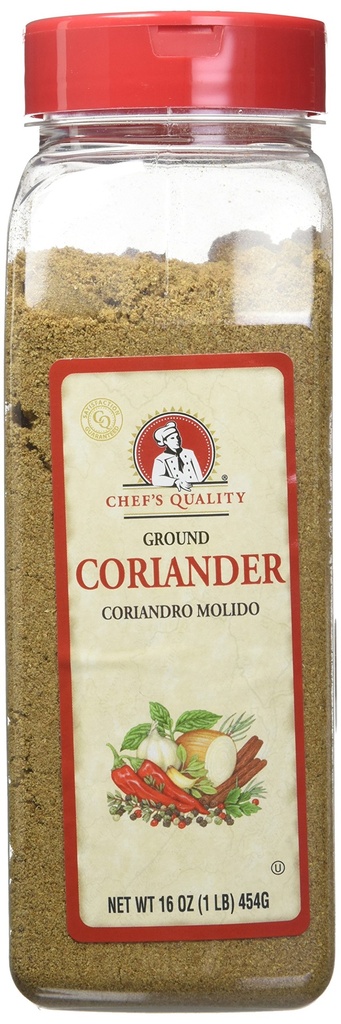 SATISFACTION
CQ
GUARANTEED
®
CHEF'S QUALITY
GROUND
CORIANDER
CORIANDRO MOLIDO
U
NET WT 16 OZ (1 LB) 454G